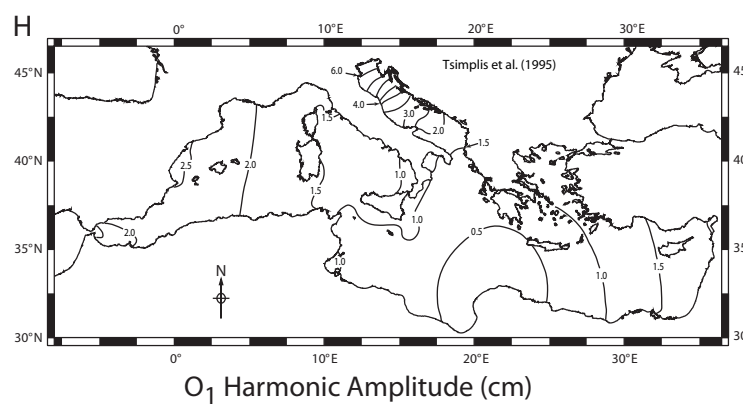 H
0° 10°E 20°E 30°E
45°N 45
40°N 40
35°N 35
30°N 30
Tsimplis et al. (1995)
6.0
4.0
3.0
2.0
1.5
1.5
2.5
2.0
1.0
1.5
1.0
2.0
0.5
1.0
1.0
1.5
N
0° 10°E 20°E 30°E
O₁ Harmonic Amplitude (cm)